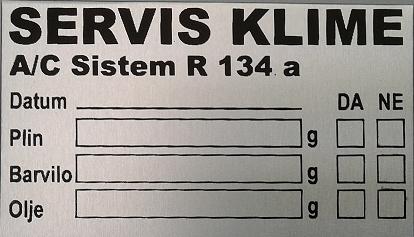 SERVIS KLIME
A/C Sistem R 134 a
Datum DA NE
Plin g
Barvilo g
Olje g